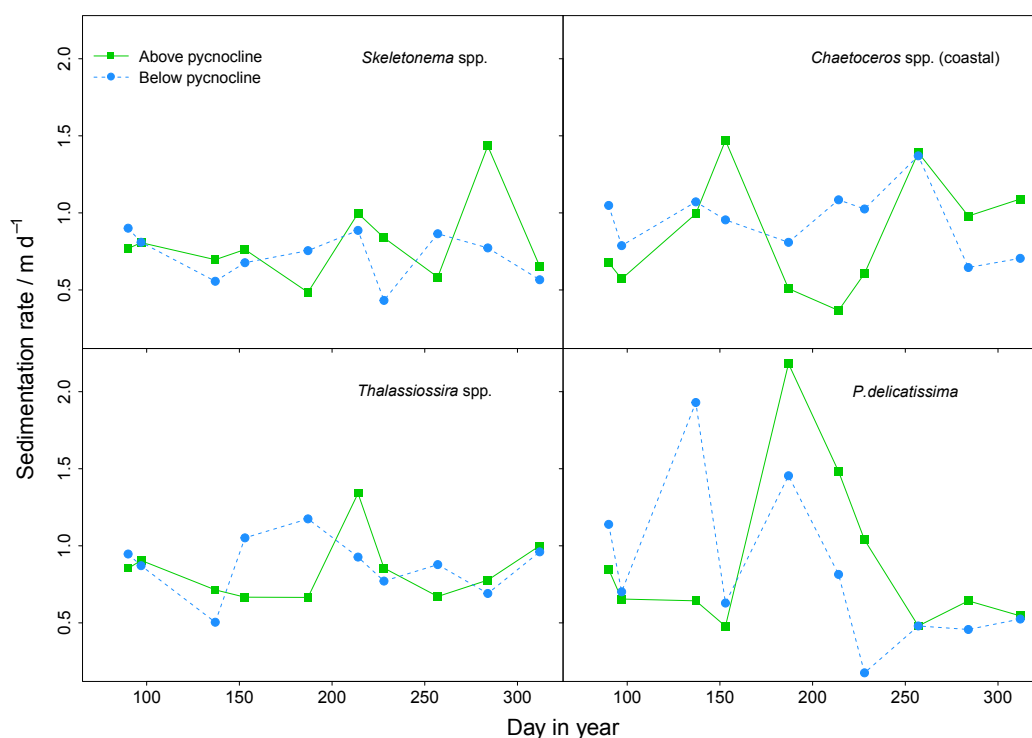 Above pycnocline
Below pycnocline
Skeletonema spp.
Chaetoceros spp. (coastal)
2.0
1.5
1.0
0.5
Thalassiossira spp.
P.delicatissima
2.0
1.5
1.0
0.5
Sedimentation rate / m d⁻¹
100 150 200 250 300
100 150 200 250 300
Day in year